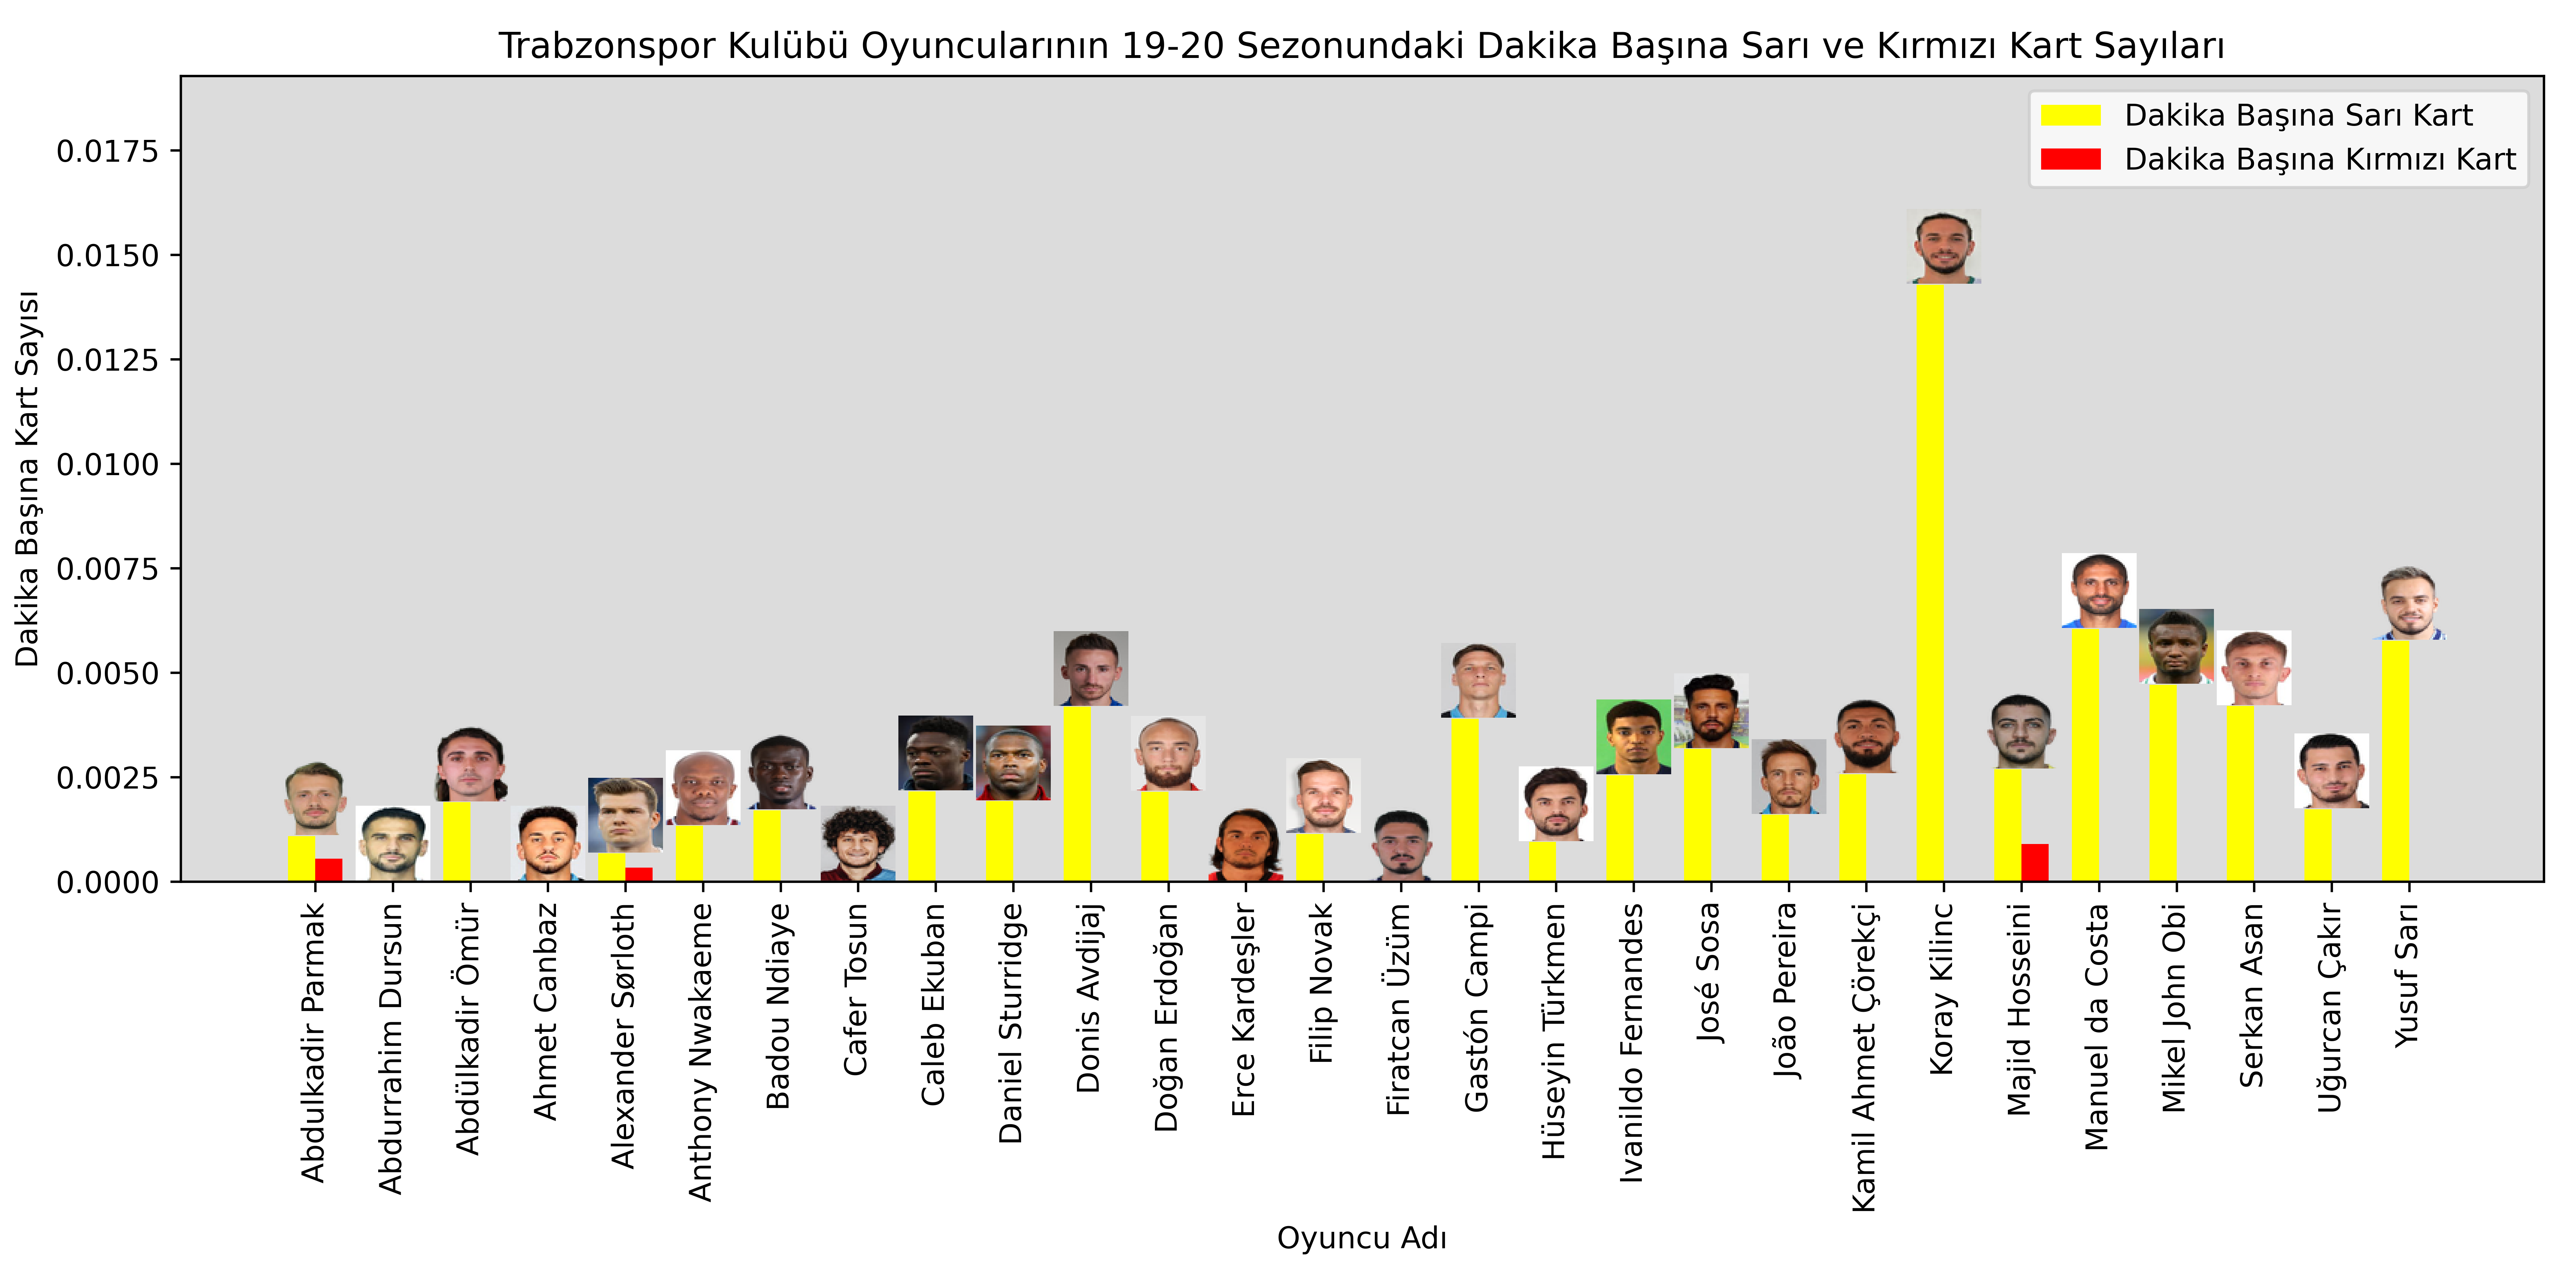 Trabzonspor Kulübü Oyuncularının 19-20 Sezonundaki Dakika Başına Sarı ve Kırmızı Kart Sayıları
Dakika Başına Sarı Kart
Dakika Başına Kırmızı Kart
Dakika Başına Kart Sayısı
0.0175
0.0150
0.0125
0.0100
0.0075
0.0050
0.0025
0.0000
Abdulkadir Parmak
Abdurrahim Dursun
Abdülkadir Ömür
Ahmet Canbaz
Alexander Sørloth
Anthony Nwakaeme
Badou Ndiaye
Cafer Tosun
Caleb Ekuban
Daniel Sturridge
Donis Avdijaj
Doğan Erdoğan
Erce Kardeşler
Filip Novak
Firatcan Üzüm
Gastón Campi
Hüseyin Türkmen
Ivanildo Fernandes
José Sosa
João Pereira
Kamil Ahmet Çörekçi
Koray Kilinc
Majid Hosseini
Manuel da Costa
Mikel John Obi
Serkan Asan
Uğurcan Çakır
Yusuf Sarı
Oyuncu Adı